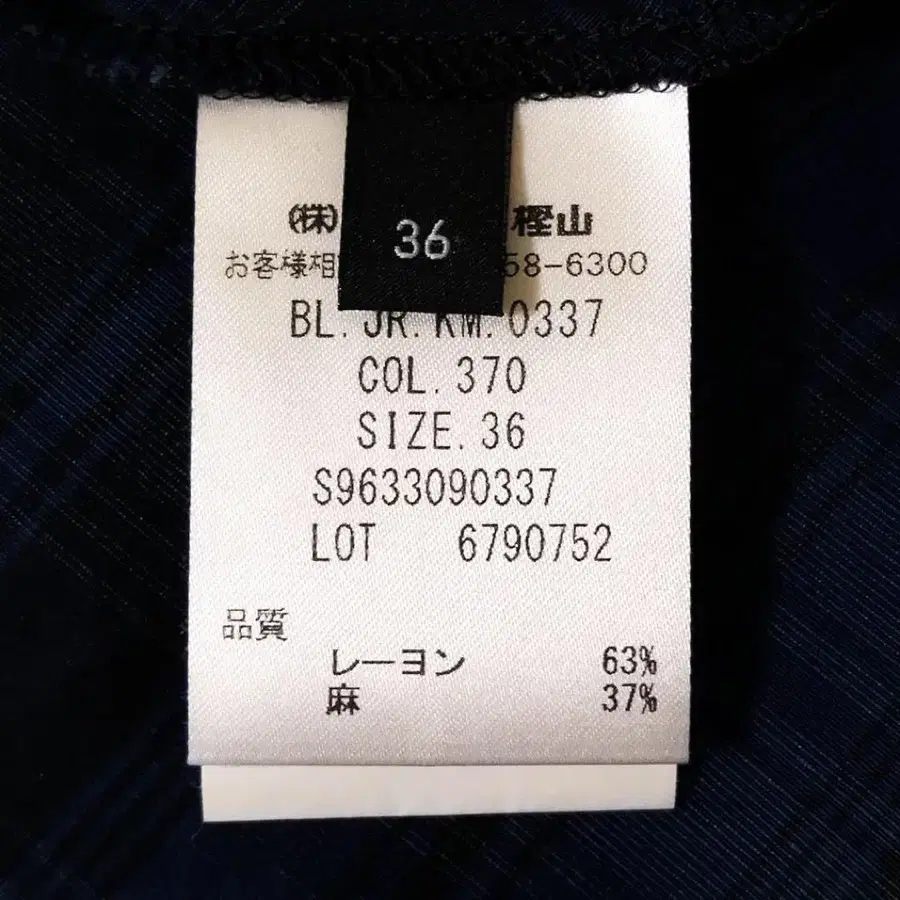 36
(株) 樫山
お客様相 58-6300
BL.JR.KM.0337
COL.370
SIZE.36
S9633090337
LOT 6790752
品質
レーヨン 63%
麻 37%